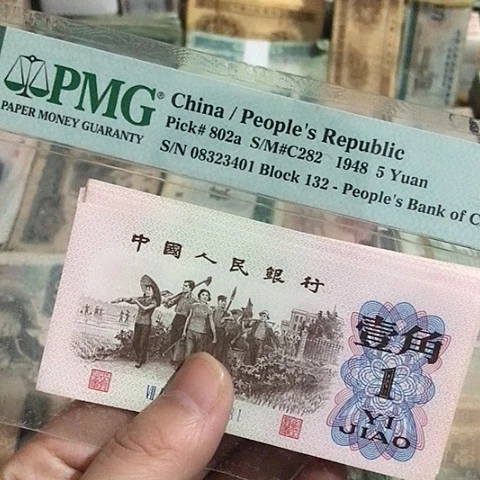 PMG®
PAPER MONEY GUARANTY
China / People's Republic
Pick# 802a S/M#C282 1948 5 Yuan
S/N 08323401 Block 132 - People's Bank of C
中國人民銀行
壹角
1
YI
JIAO